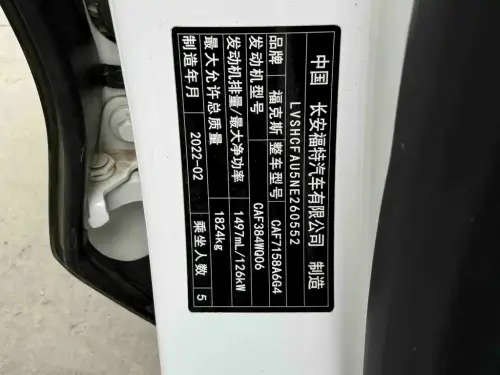 中国 长安福特汽车有限公司 制造
LVSHCFAU5NE260552
品牌 福克斯 整车型号 CAF7158A6G4
发动机型号 CAF384WQ06
发动机排量/最大净功率 1497mL/126kW
最大允许总质量 1824kg
制造年月 2022-02 乘坐人数 5